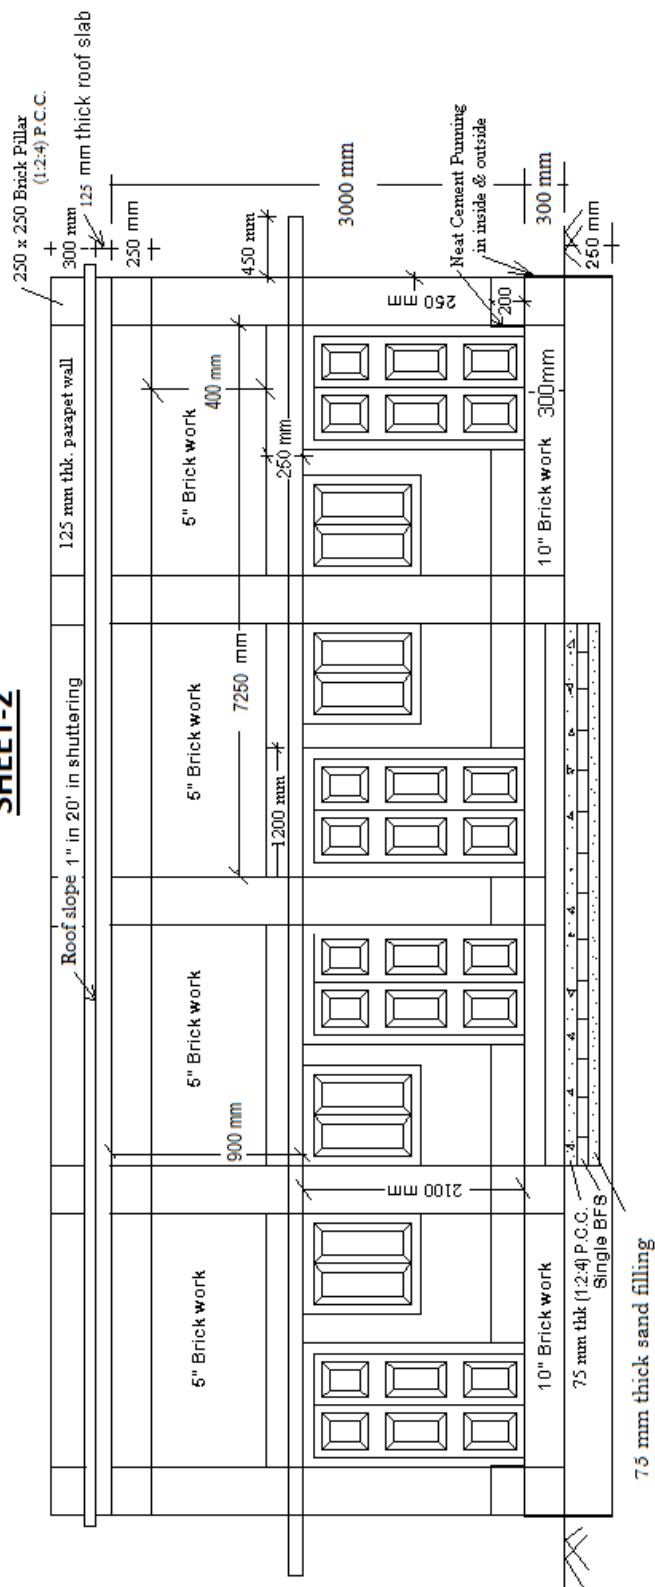 SHEET-2
250 x 250 Brick Pillar
(1:2:4) P.C.C.
125 mm thick roof slab
300 mm
250 mm
3000 mm
300 mm
250 mm
450 mm
Neat Cement Punning
in inside & outside
250 mm
200
125 mm thk. parapet wall
Roof slope 1" in 20' in shuttering
5" Brick work
5" Brick work
5" Brick work
5" Brick work
400 mm
250 mm
7250 mm
1200 mm
900 mm
2100 mm
10" Brick work
300mm
10" Brick work
75 mm thk (1:2:4) P.C.C.
Single BFS
75 mm thick sand filling